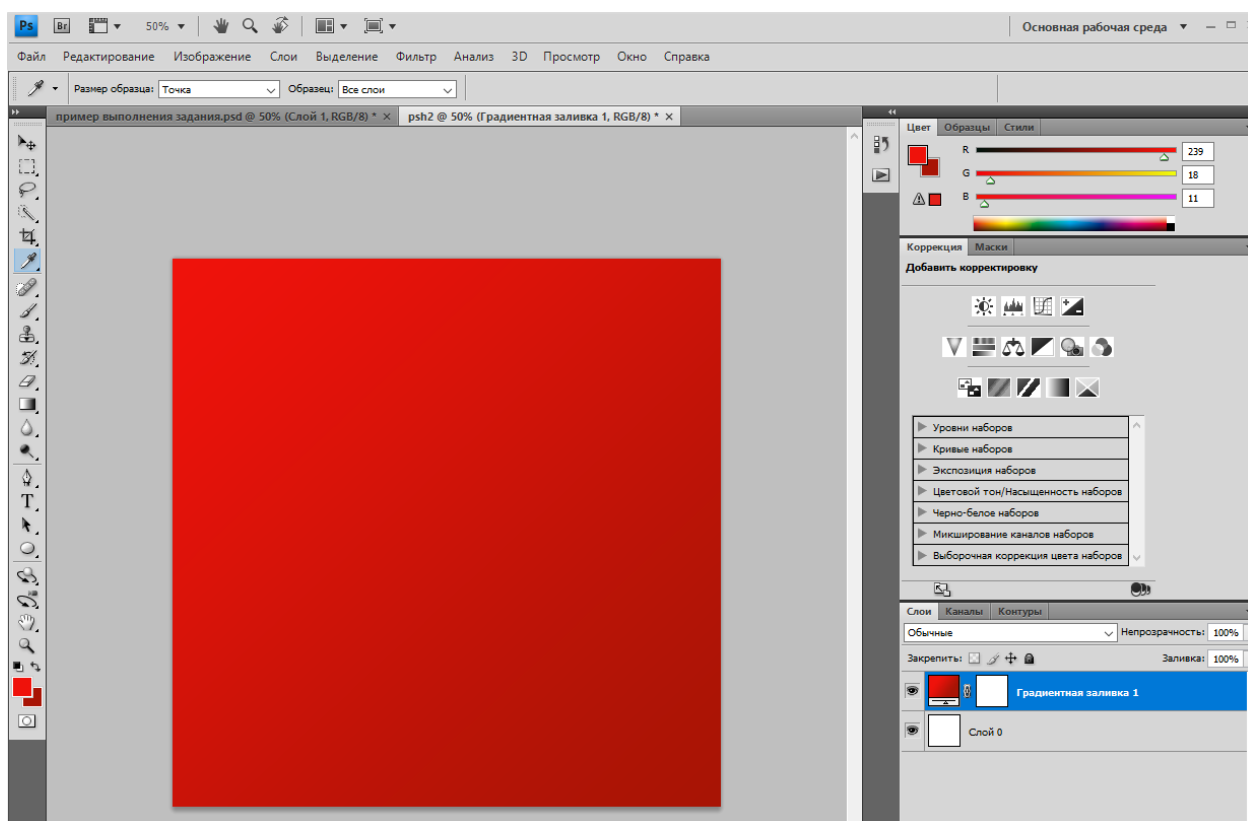 Ps Br 50% Основная рабочая среда
Файл Редактирование Изображение Слои Выделение Фильтр Анализ 3D Просмотр Окно Справка
Размер образца: Точка Образец: Все слои
пример выполнения задания.psd @ 50% (Слой 1, RGB/8) * × psh2 @ 50% (Градиентная заливка 1, RGB/8) * ×
Цвет Образцы Стили
R 239
G 18
B 11
Коррекция Маски
Добавить корректировку
Уровни наборов
Кривые наборов
Экспозиция наборов
Цветовой тон/Насыщенность наборов
Черно-белое наборов
Микширование каналов наборов
Выборочная коррекция цвета наборов
Слои Каналы Контуры
Обычные Непрозрачность: 100%
Закрепить: Заливка: 100%
Градиентная заливка 1
Слой 0
T